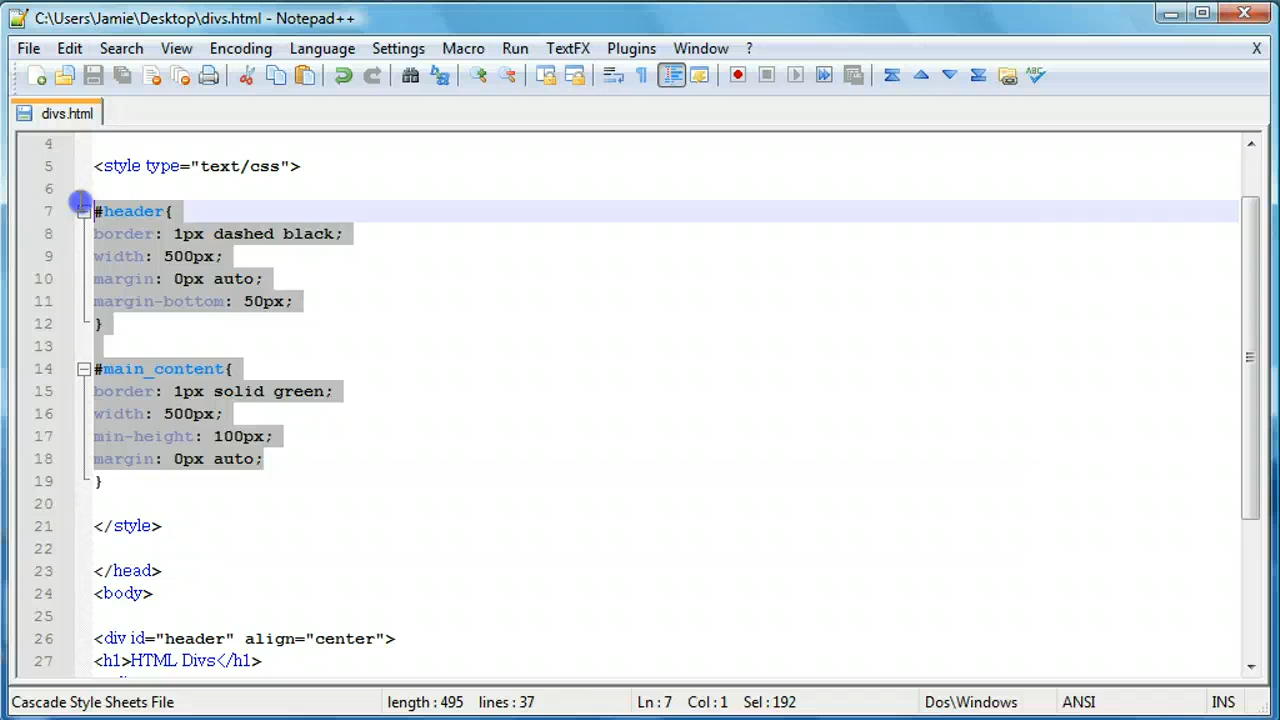 C:\Users\Jamie\Desktop\divs.html - Notepad++
File Edit Search View Encoding Language Settings Macro Run TextFX Plugins Window ? X
ABC
divs.html
4
5 <style type="text/css">
6
7 #header{
8 border: 1px dashed black;
9 width: 500px;
10 margin: 0px auto;
11 margin-bottom: 50px;
12 }
13
14 #main_content{
15 border: 1px solid green;
16 width: 500px;
17 min-height: 100px;
18 margin: 0px auto;
19 }
20
21 </style>
22
23 </head>
24 <body>
25
26 <div id="header" align="center">
27 <h1>HTML Divs</h1>
Cascade Style Sheets File length : 495 lines : 37 Ln : 7 Col : 1 Sel : 192 Dos\Windows ANSI INS